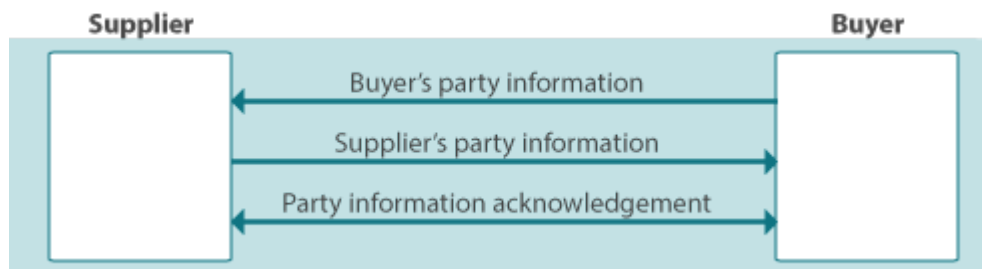 Supplier
Buyer
Buyer’s party information
Supplier’s party information
Party information acknowledgement